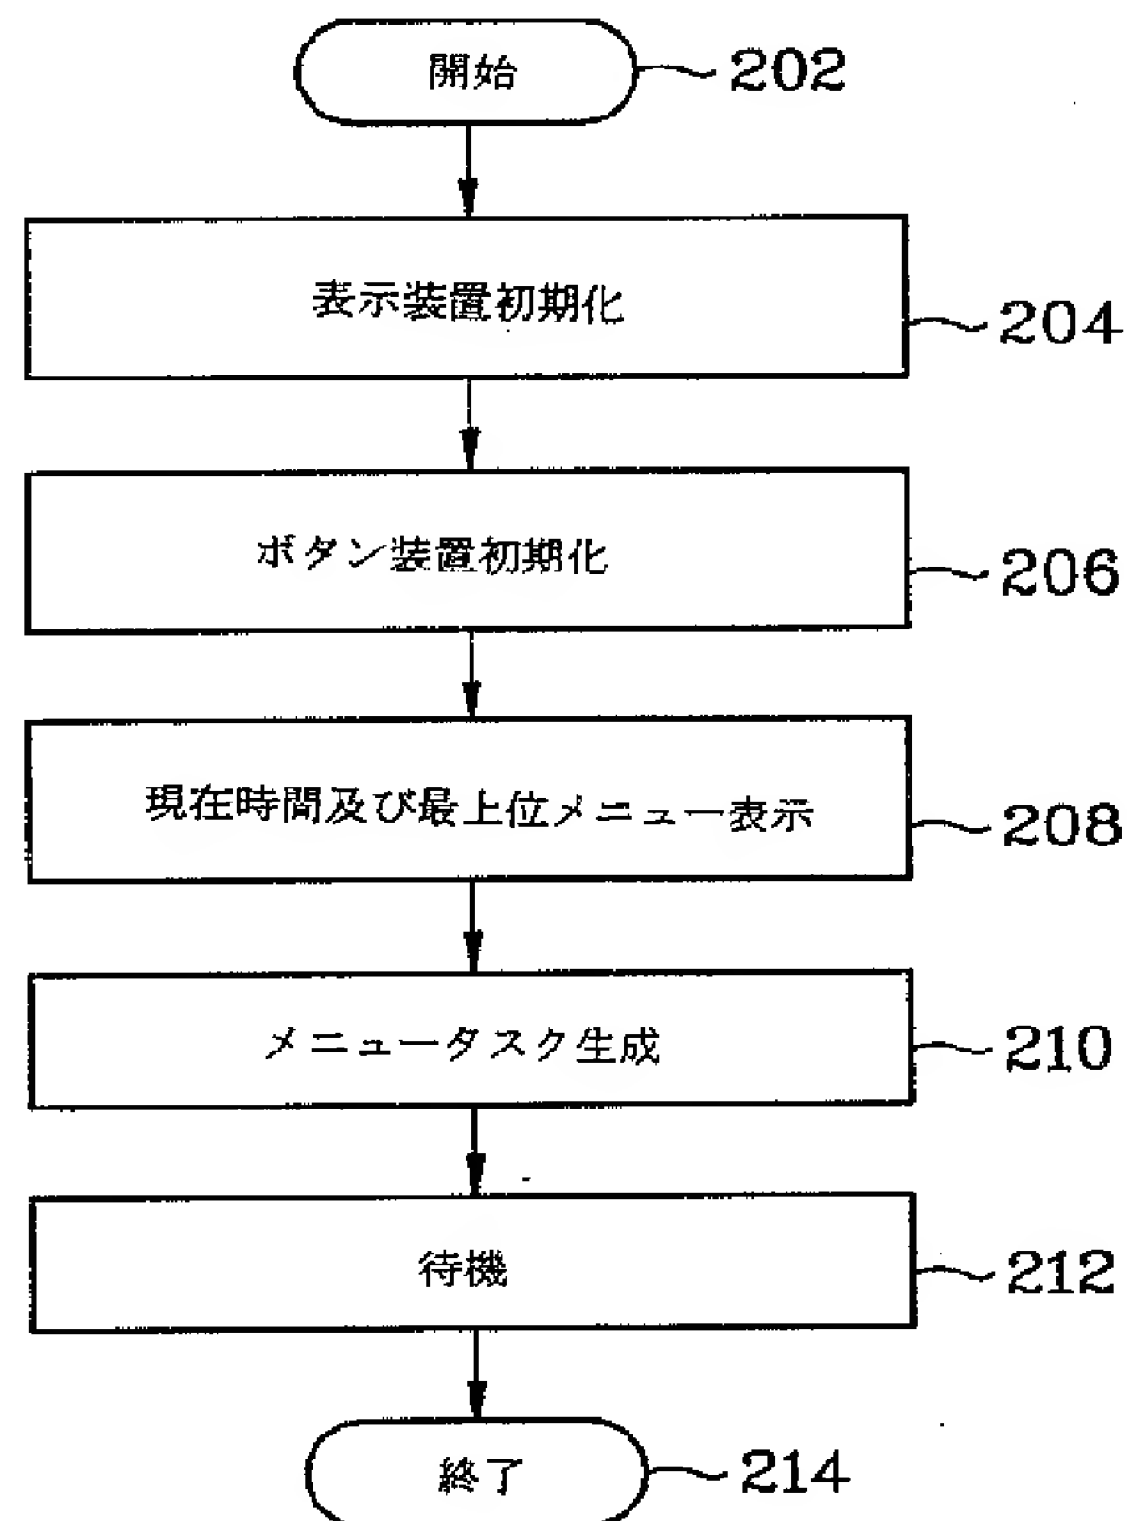 開始 202
表示装置初期化 204
ボタン装置初期化 206
現在時間及び最上位メニュー表示 208
メニュータスク生成 210
待機 212
終了 214